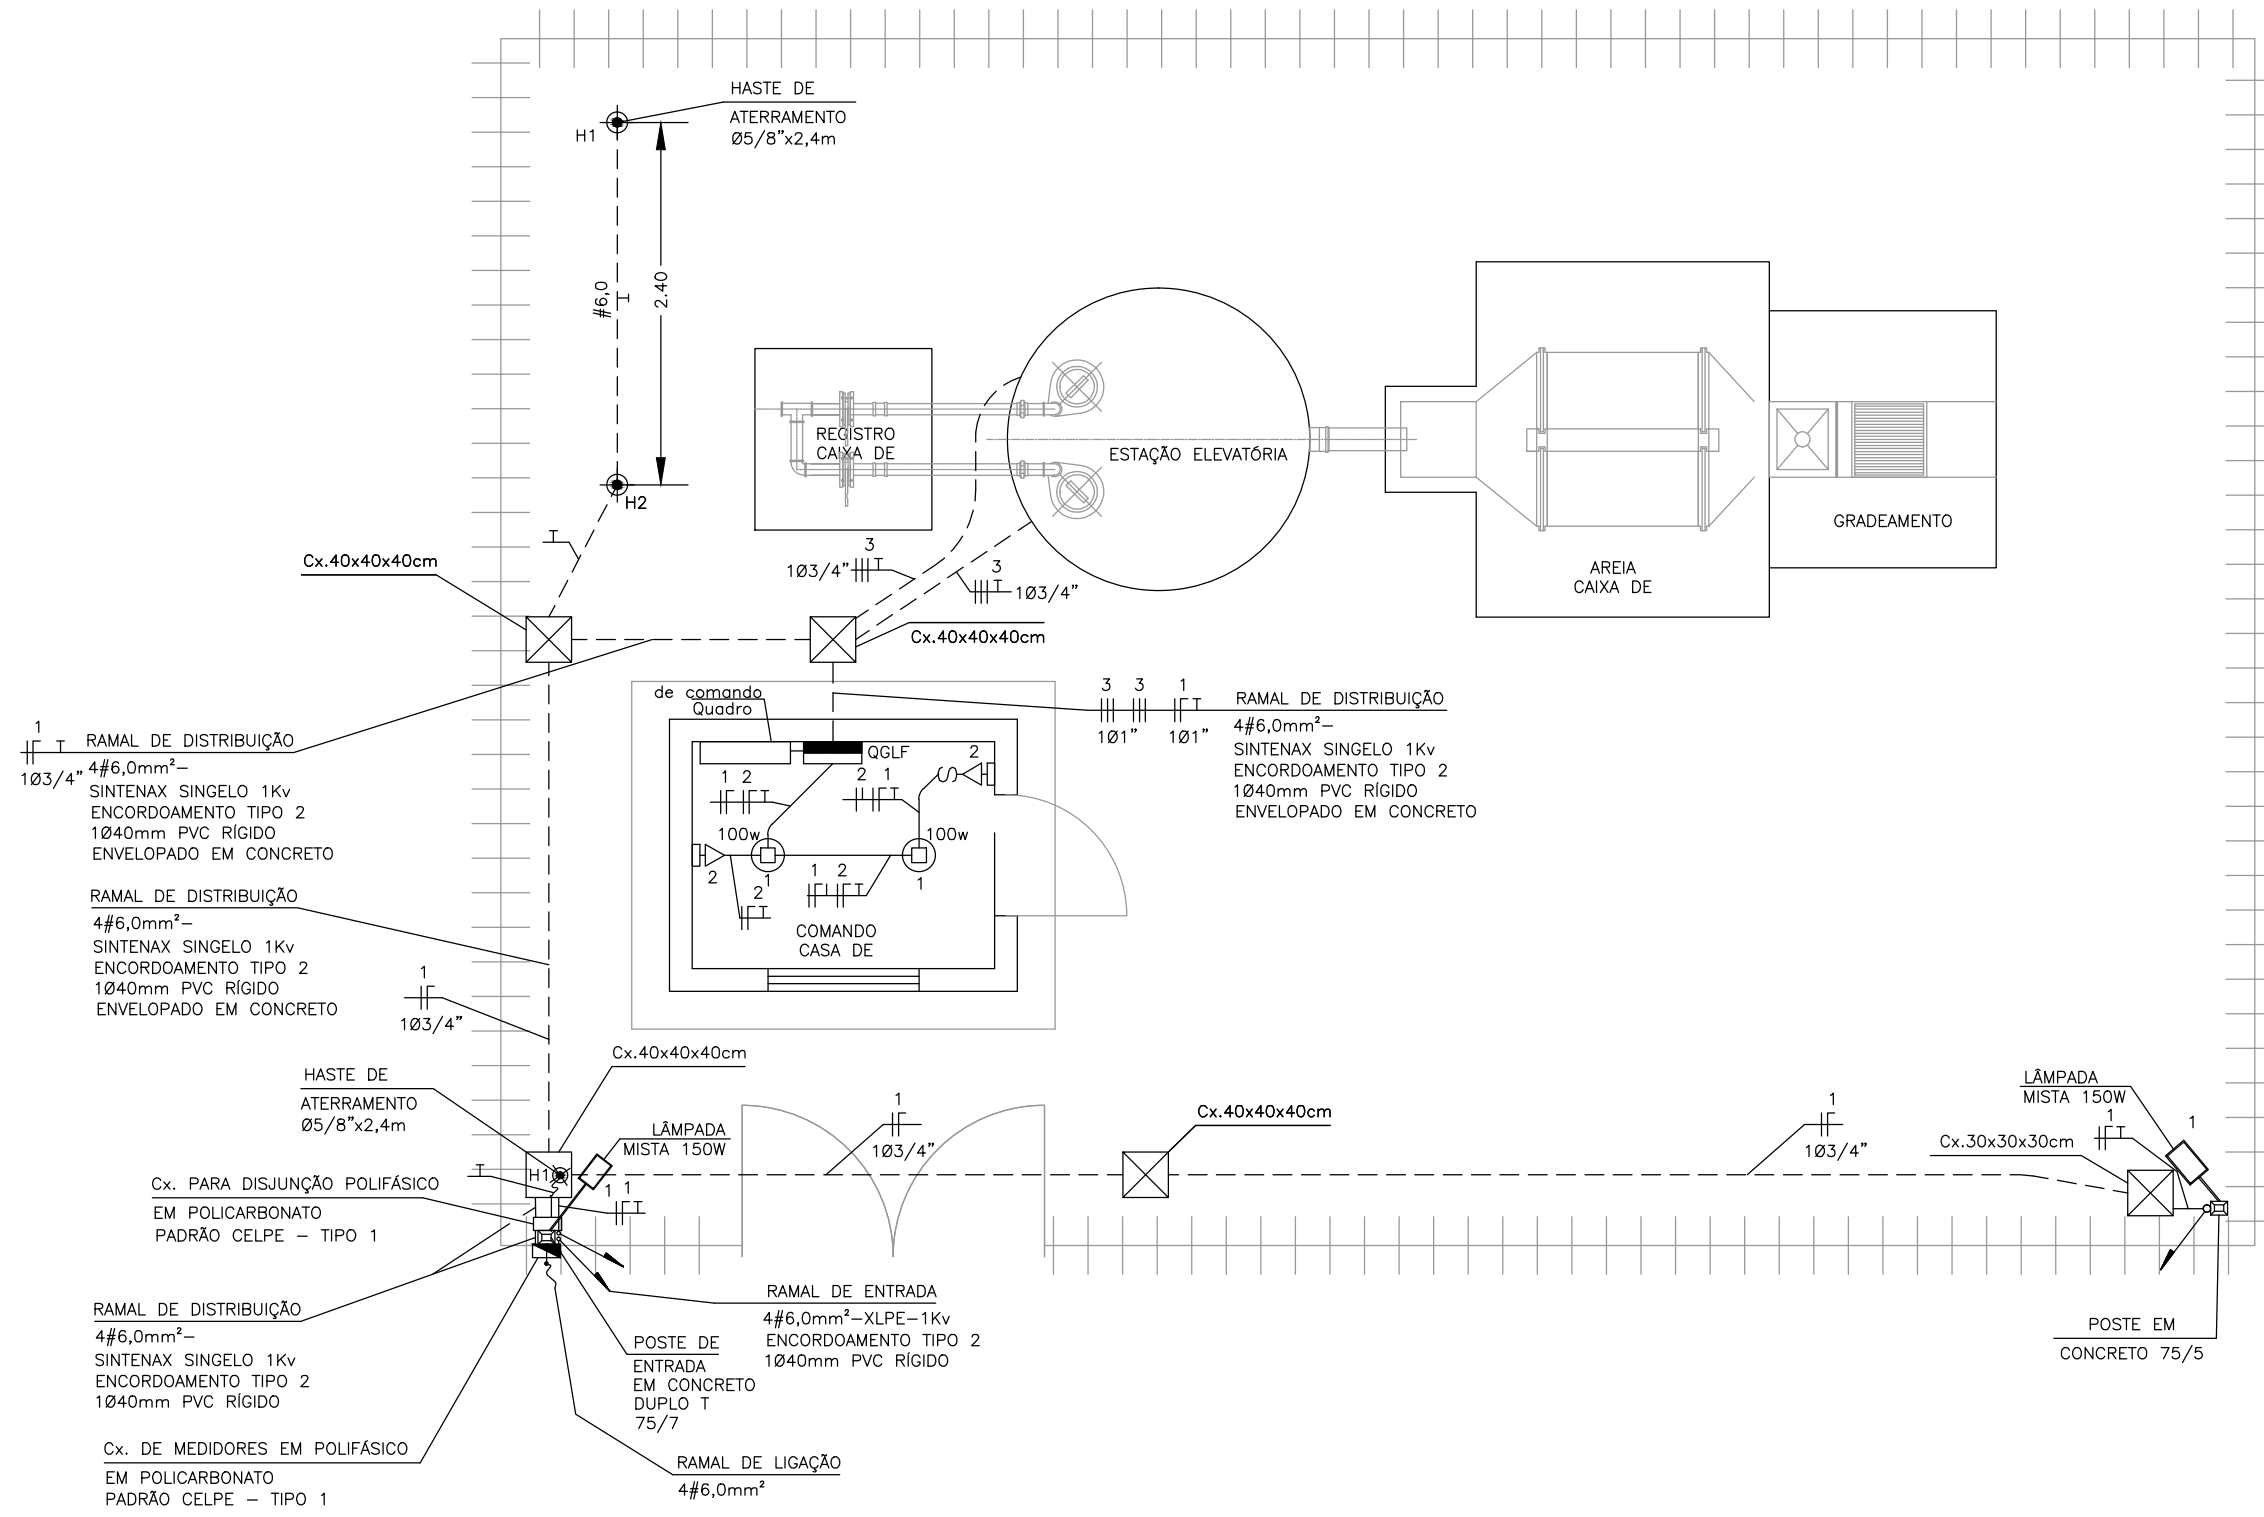 HASTE DE
ATERRAMENTO
Ø5/8"x2,4m
H1
#6,0
2.40
H2
REGISTRO
CAIXA DE
ESTAÇÃO ELEVATÓRIA
GRADEAMENTO
AREIA
CAIXA DE
Cx.40x40x40cm
3
1Ø3/4" T
3
T 1Ø3/4"
T
Cx.40x40x40cm
de comando
Quadro
QGLF
3 3 1
T
1Ø1" 1Ø1"
RAMAL DE DISTRIBUIÇÃO
4#6,0mm²–
SINTENAX SINGELO 1Kv
ENCORDOAMENTO TIPO 2
1Ø40mm PVC RÍGIDO
ENVELOPADO EM CONCRETO
1
T
1Ø3/4"
RAMAL DE DISTRIBUIÇÃO
4#6,0mm²–
SINTENAX SINGELO 1Kv
ENCORDOAMENTO TIPO 2
1Ø40mm PVC RÍGIDO
ENVELOPADO EM CONCRETO
1 2
T
2 1
T
2
S
100w
100w
2
1
1
1 2
T
2
T
COMANDO
CASA DE
RAMAL DE DISTRIBUIÇÃO
4#6,0mm²–
SINTENAX SINGELO 1Kv
ENCORDOAMENTO TIPO 2
1Ø40mm PVC RÍGIDO
ENVELOPADO EM CONCRETO
1
1Ø3/4"
Cx.40x40x40cm
HASTE DE
ATERRAMENTO
Ø5/8"x2,4m
LÂMPADA
MISTA 150W
1
1Ø3/4"
Cx.40x40x40cm
1
1Ø3/4"
LÂMPADA
MISTA 150W
1
T
1
Cx.30x30x30cm
T
H1
1 1
T
Cx. PARA DISJUNÇÃO POLIFÁSICO
EM POLICARBONATO
PADRÃO CELPE – TIPO 1
RAMAL DE DISTRIBUIÇÃO
4#6,0mm²–
SINTENAX SINGELO 1Kv
ENCORDOAMENTO TIPO 2
1Ø40mm PVC RÍGIDO
RAMAL DE ENTRADA
4#6,0mm²–XLPE–1Kv
ENCORDOAMENTO TIPO 2
1Ø40mm PVC RÍGIDO
POSTE DE
ENTRADA
EM CONCRETO
DUPLO T
75/7
POSTE EM
CONCRETO 75/5
Cx. DE MEDIDORES EM POLIFÁSICO
EM POLICARBONATO
PADRÃO CELPE – TIPO 1
RAMAL DE LIGAÇÃO
4#6,0mm²